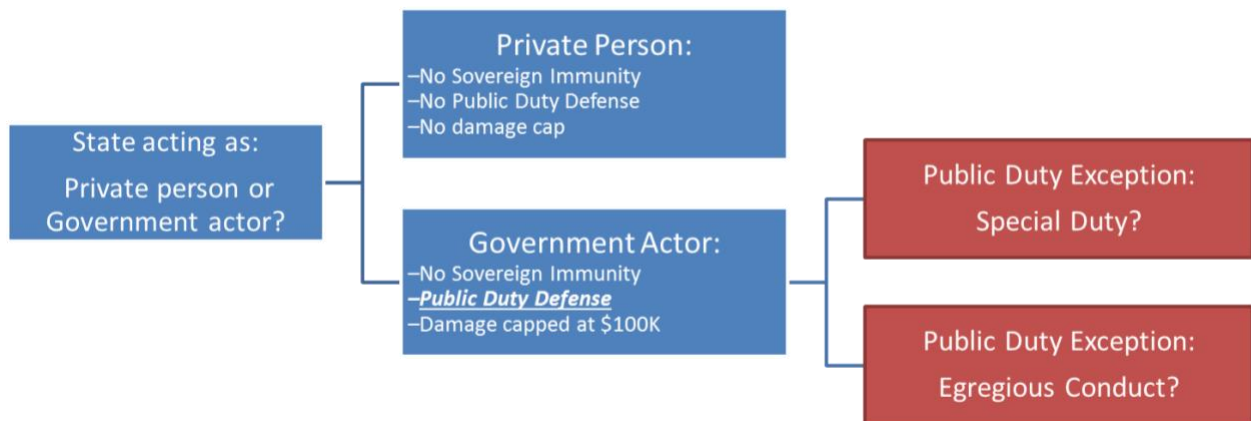 State acting as:
Private person or
Government actor?
Private Person:
–No Sovereign Immunity
–No Public Duty Defense
–No damage cap
Government Actor:
–No Sovereign Immunity
–Public Duty Defense
–Damage capped at $100K
Public Duty Exception:
Special Duty?
Public Duty Exception:
Egregious Conduct?